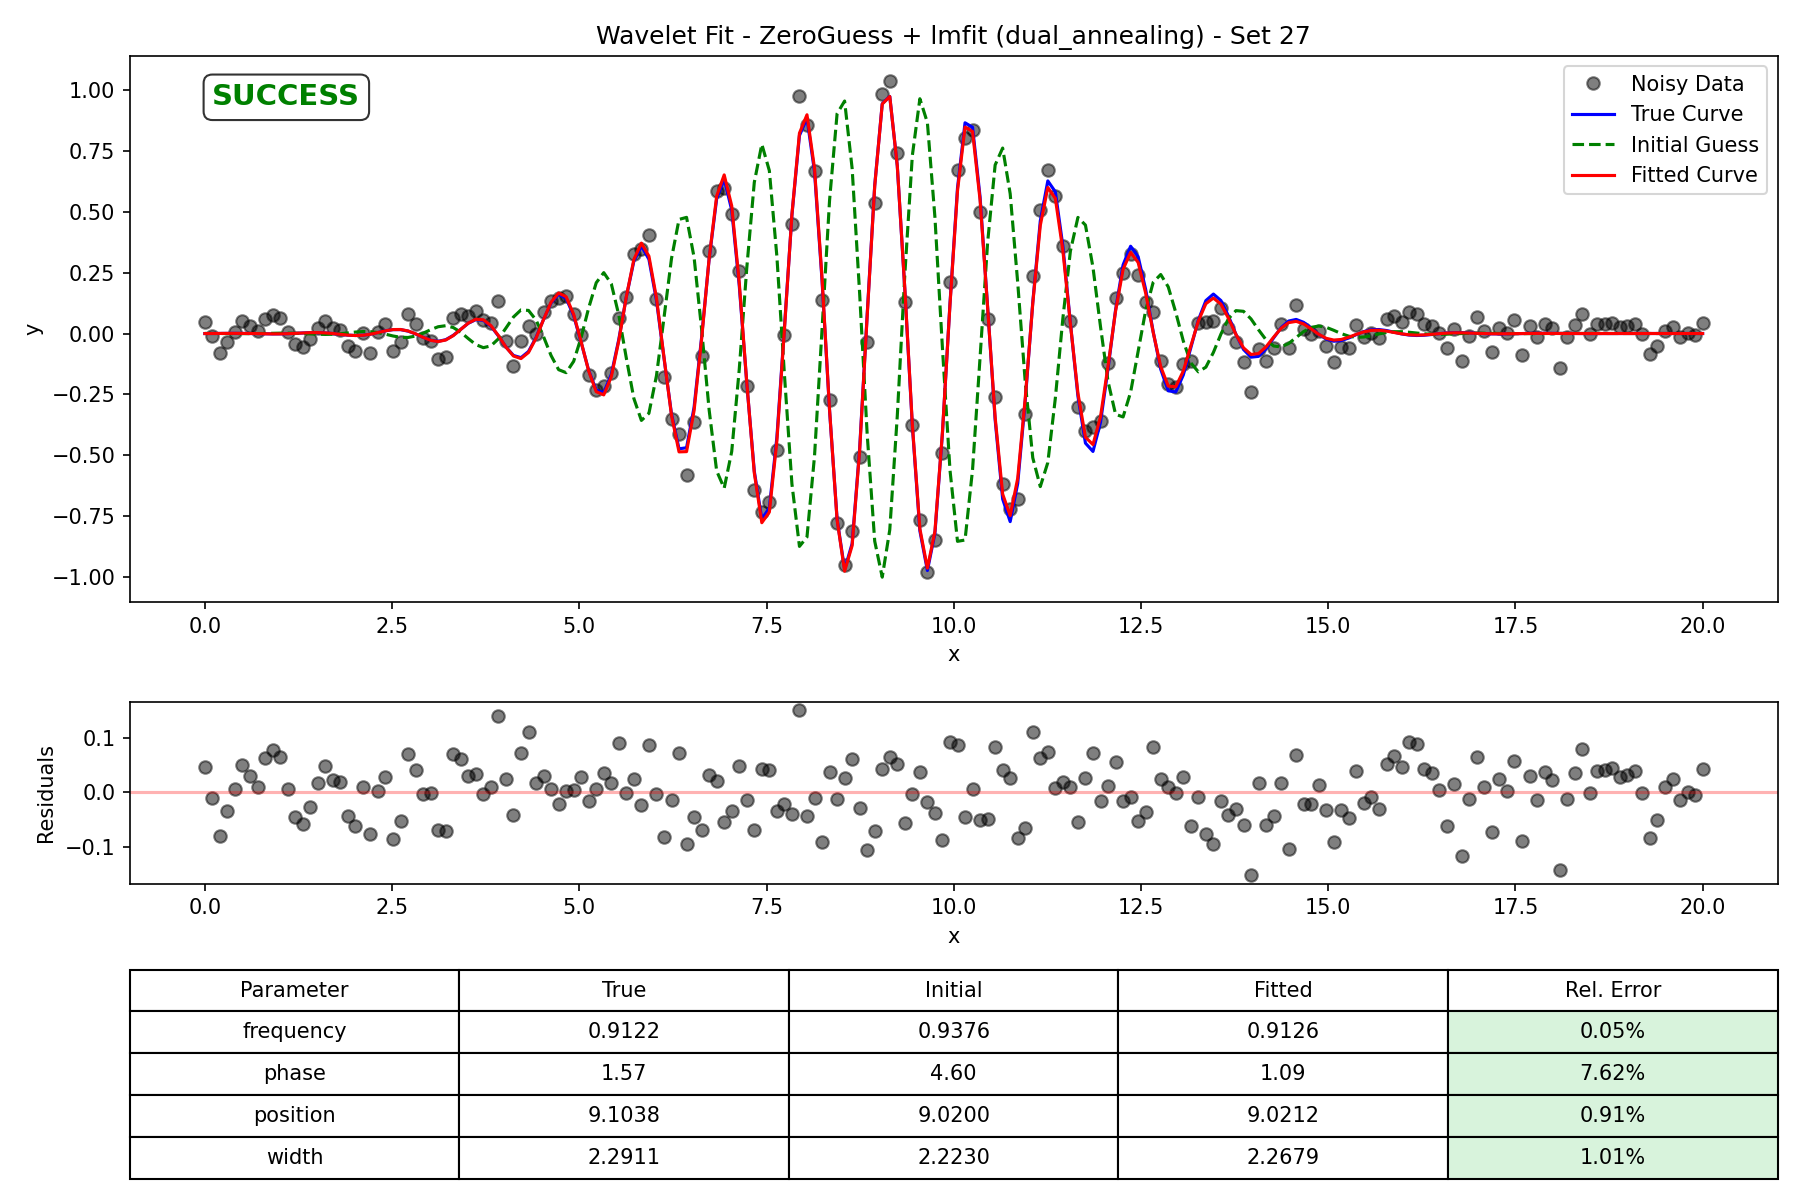 Wavelet Fit - ZeroGuess + lmfit (dual_annealing) - Set 27
SUCCESS
Noisy Data
True Curve
Initial Guess
Fitted Curve
y
1.00
0.75
0.50
0.25
0.00
−0.25
−0.50
−0.75
−1.00
0.0 2.5 5.0 7.5 10.0 12.5 15.0 17.5 20.0
x
Residuals
0.1
0.0
−0.1
0.0 2.5 5.0 7.5 10.0 12.5 15.0 17.5 20.0
x
Parameter True Initial Fitted Rel. Error
frequency 0.9122 0.9376 0.9126 0.05%
phase 1.57 4.60 1.09 7.62%
position 9.1038 9.0200 9.0212 0.91%
width 2.2911 2.2230 2.2679 1.01%